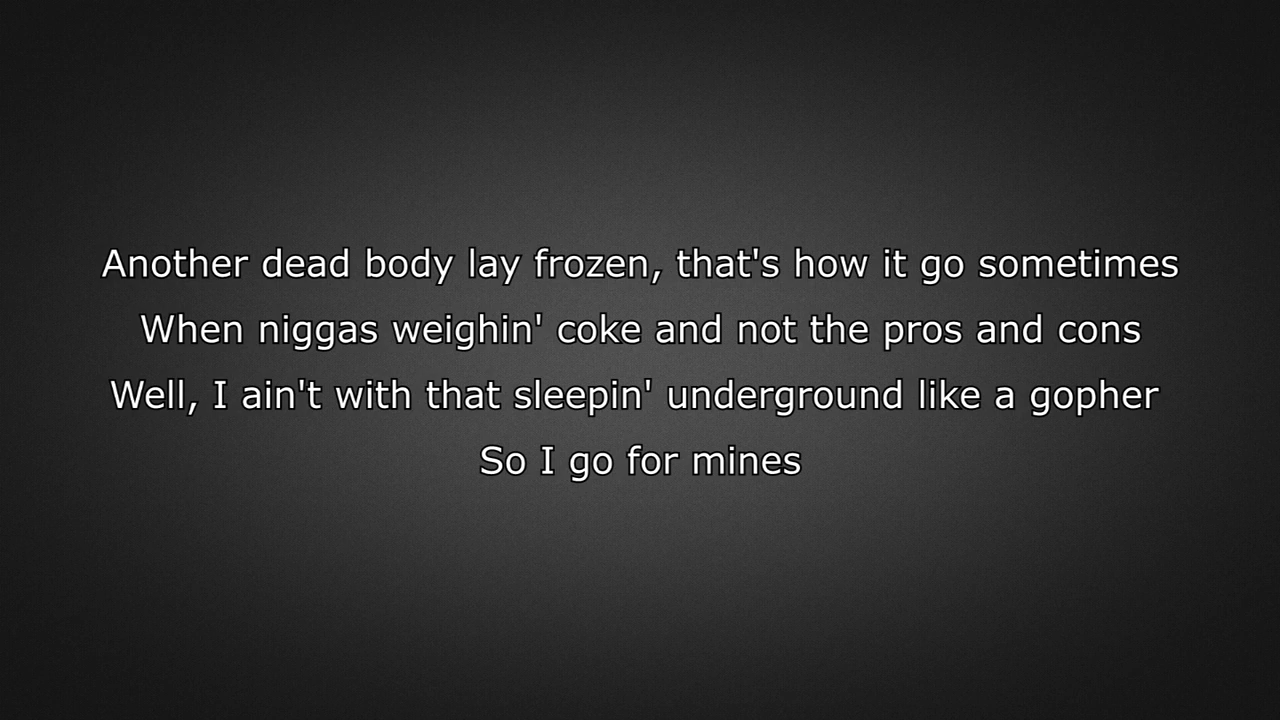 Another dead body lay frozen, that's how it go sometimes
When niggas weighin' coke and not the pros and cons
Well, I ain't with that sleepin' underground like a gopher
So I go for mines